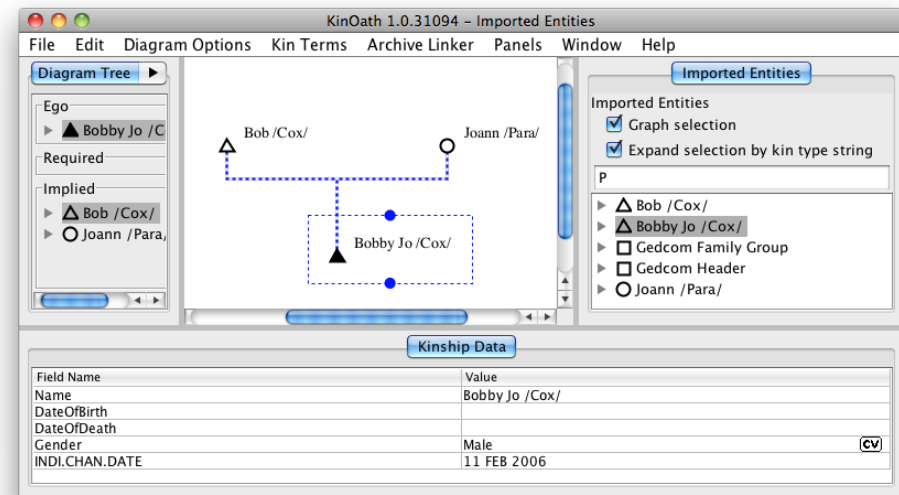 KinOath 1.0.31094 – Imported Entities
File Edit Diagram Options Kin Terms Archive Linker Panels Window Help
Diagram Tree
Ego
Bobby Jo /C
Required
Implied
Bob /Cox/
Joann /Para/
Bob /Cox/
Joann /Para/
Bobby Jo /Cox/
Imported Entities
Imported Entities
Graph selection
Expand selection by kin type string
P
Bob /Cox/
Bobby Jo /Cox/
Gedcom Family Group
Gedcom Header
Joann /Para/
Kinship Data
Field Name Value
Name Bobby Jo /Cox/
DateOfBirth
DateOfDeath
Gender Male CV
INDI.CHAN.DATE 11 FEB 2006